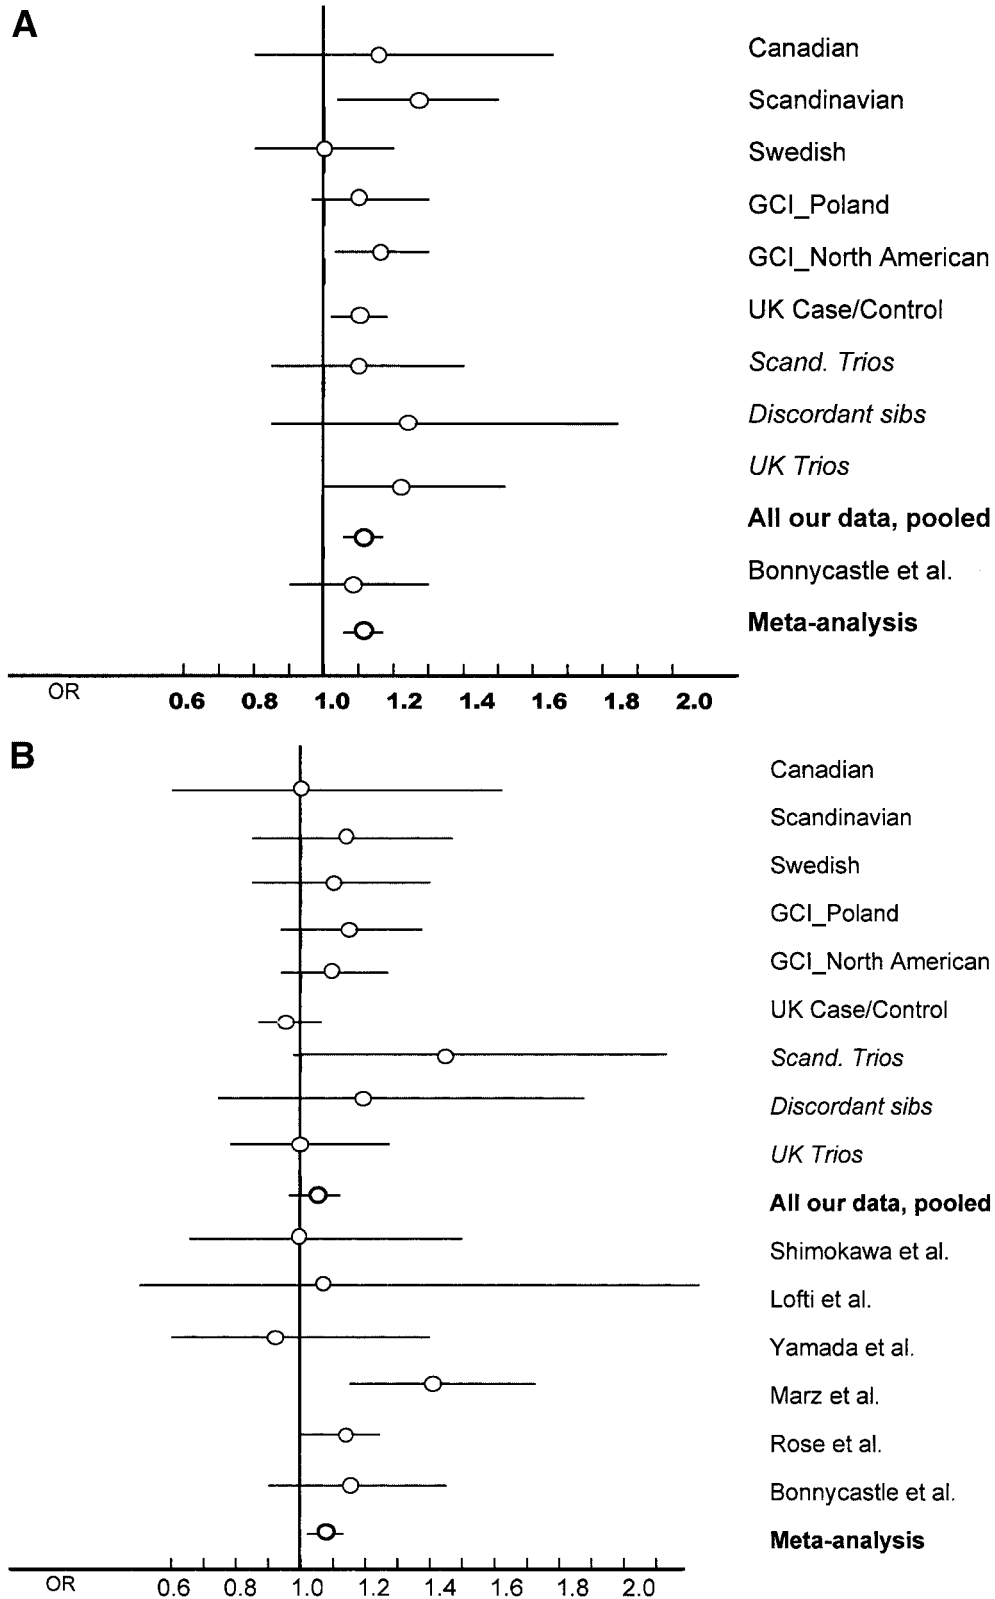 A
Canadian
Scandinavian
Swedish
GCI_Poland
GCI_North American
UK Case/Control
Scand. Trios
Discordant sibs
UK Trios
All our data, pooled
Bonnycastle et al.
Meta-analysis
OR 0.6 0.8 1.0 1.2 1.4 1.6 1.8 2.0
B
Canadian
Scandinavian
Swedish
GCI_Poland
GCI_North American
UK Case/Control
Scand. Trios
Discordant sibs
UK Trios
All our data, pooled
Shimokawa et al.
Lofti et al.
Yamada et al.
Marz et al.
Rose et al.
Bonnycastle et al.
Meta-analysis
OR 0.6 0.8 1.0 1.2 1.4 1.6 1.8 2.0